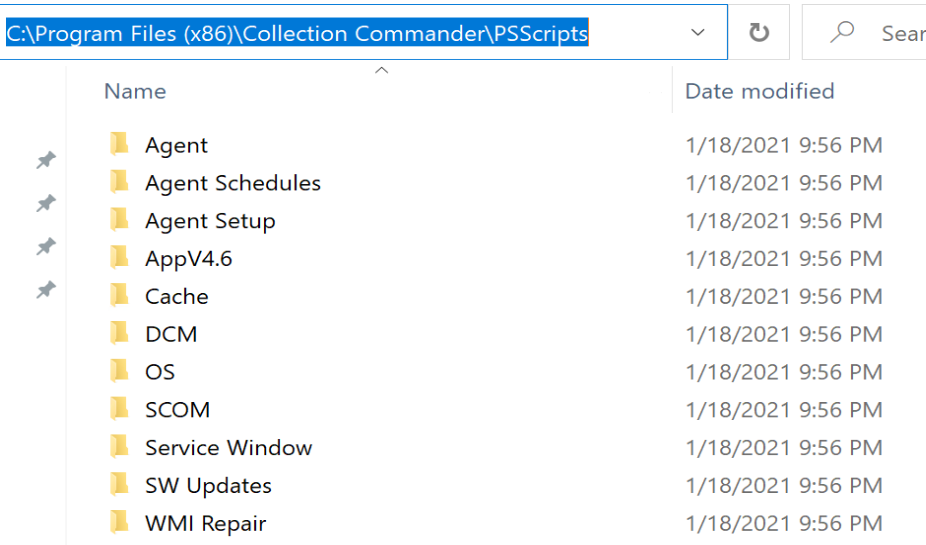 C:\Program Files (x86)\Collection Commander\PSScripts Sear
Name Date modified
Agent 1/18/2021 9:56 PM
Agent Schedules 1/18/2021 9:56 PM
Agent Setup 1/18/2021 9:56 PM
AppV4.6 1/18/2021 9:56 PM
Cache 1/18/2021 9:56 PM
DCM 1/18/2021 9:56 PM
OS 1/18/2021 9:56 PM
SCOM 1/18/2021 9:56 PM
Service Window 1/18/2021 9:56 PM
SW Updates 1/18/2021 9:56 PM
WMI Repair 1/18/2021 9:56 PM